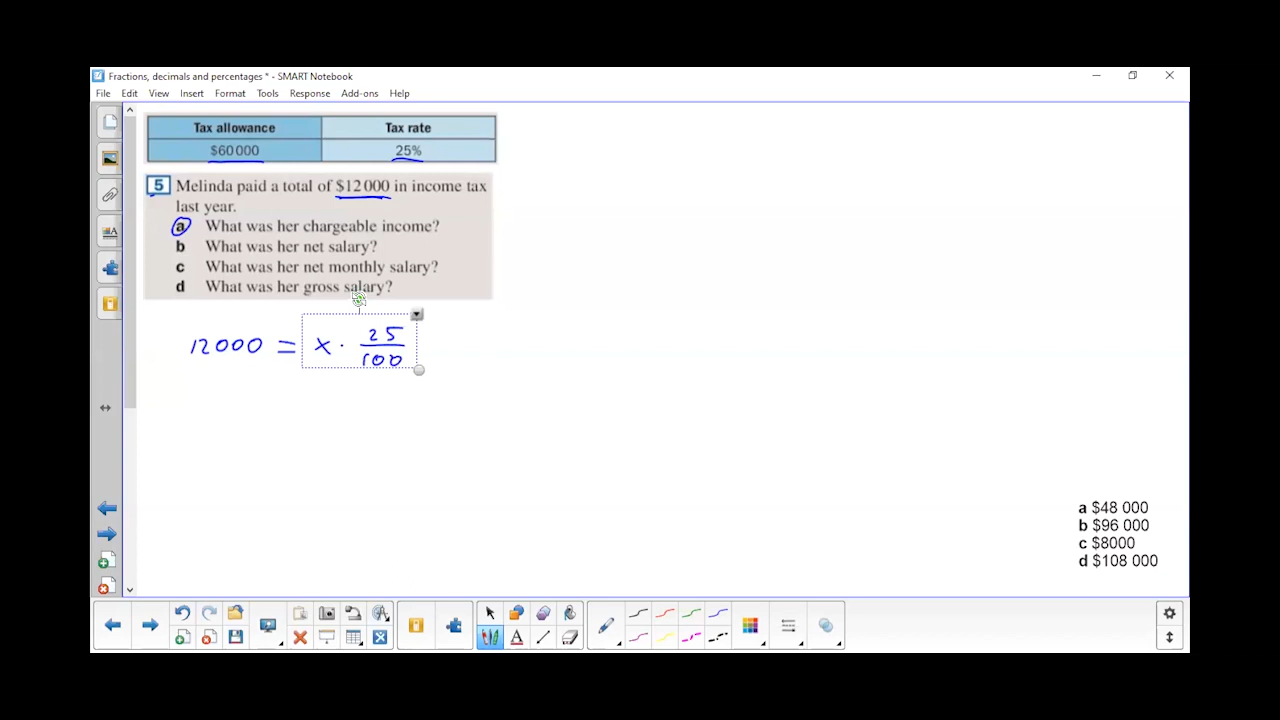 Fractions, decimals and percentages * - SMART Notebook
File Edit View Insert Format Tools Response Add-ons Help
Tax allowance Tax rate
$60 000 25%
5 Melinda paid a total of $12 000 in income tax
last year.
a What was her chargeable income?
b What was her net salary?
c What was her net monthly salary?
d What was her gross salary?
12000 = x · 25/100
a $48 000
b $96 000
c $8000
d $108 000